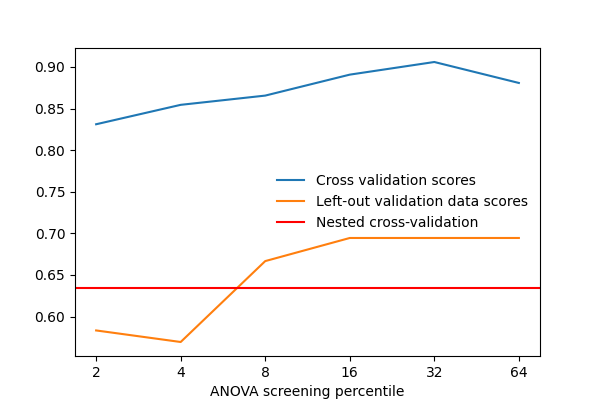 0.90
0.85
0.80
0.75
0.70
0.65
0.60
Cross validation scores
Left-out validation data scores
Nested cross-validation
2 4 8 16 32 64
ANOVA screening percentile